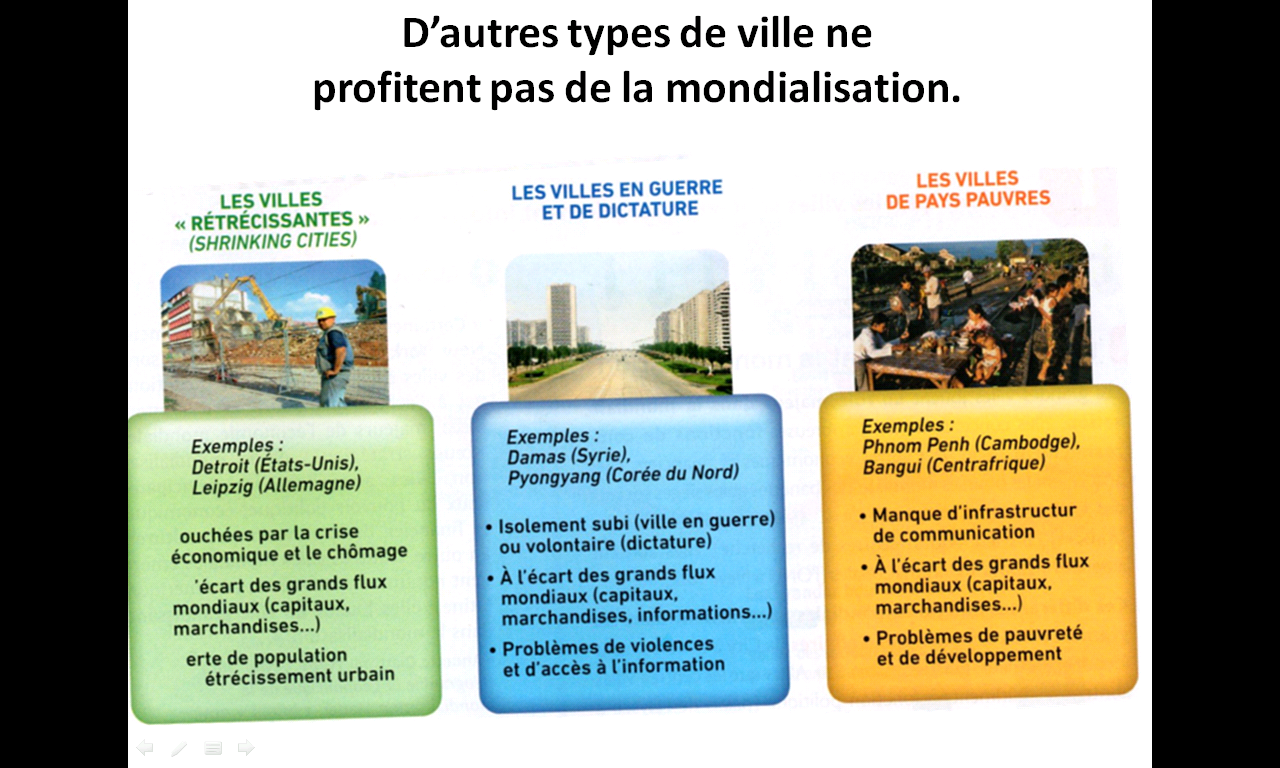 D'autres types de ville ne
profitent pas de la mondialisation.
LES VILLES
« RÉTRÉCISSANTES »
(SHRINKING CITIES)
Exemples :
Detroit (États-Unis),
Leipzig (Allemagne)
ouchées par la crise
économique et le chômage
'écart des grands flux
mondiaux (capitaux,
marchandises...)
erte de population
étrécissement urbain
LES VILLES EN GUERRE
ET DE DICTATURE
Exemples :
Damas (Syrie),
Pyongyang (Corée du Nord)
• Isolement subi (ville en guerre)
ou volontaire (dictature)
• À l'écart des grands flux
mondiaux (capitaux,
marchandises, informations...)
• Problèmes de violences
et d'accès à l'information
LES VILLES
DE PAYS PAUVRES
Exemples :
Phnom Penh (Cambodge),
Bangui (Centrafrique)
• Manque d'infrastructur
de communication
• À l'écart des grands flux
mondiaux (capitaux,
marchandises...)
• Problèmes de pauvreté
et de développement